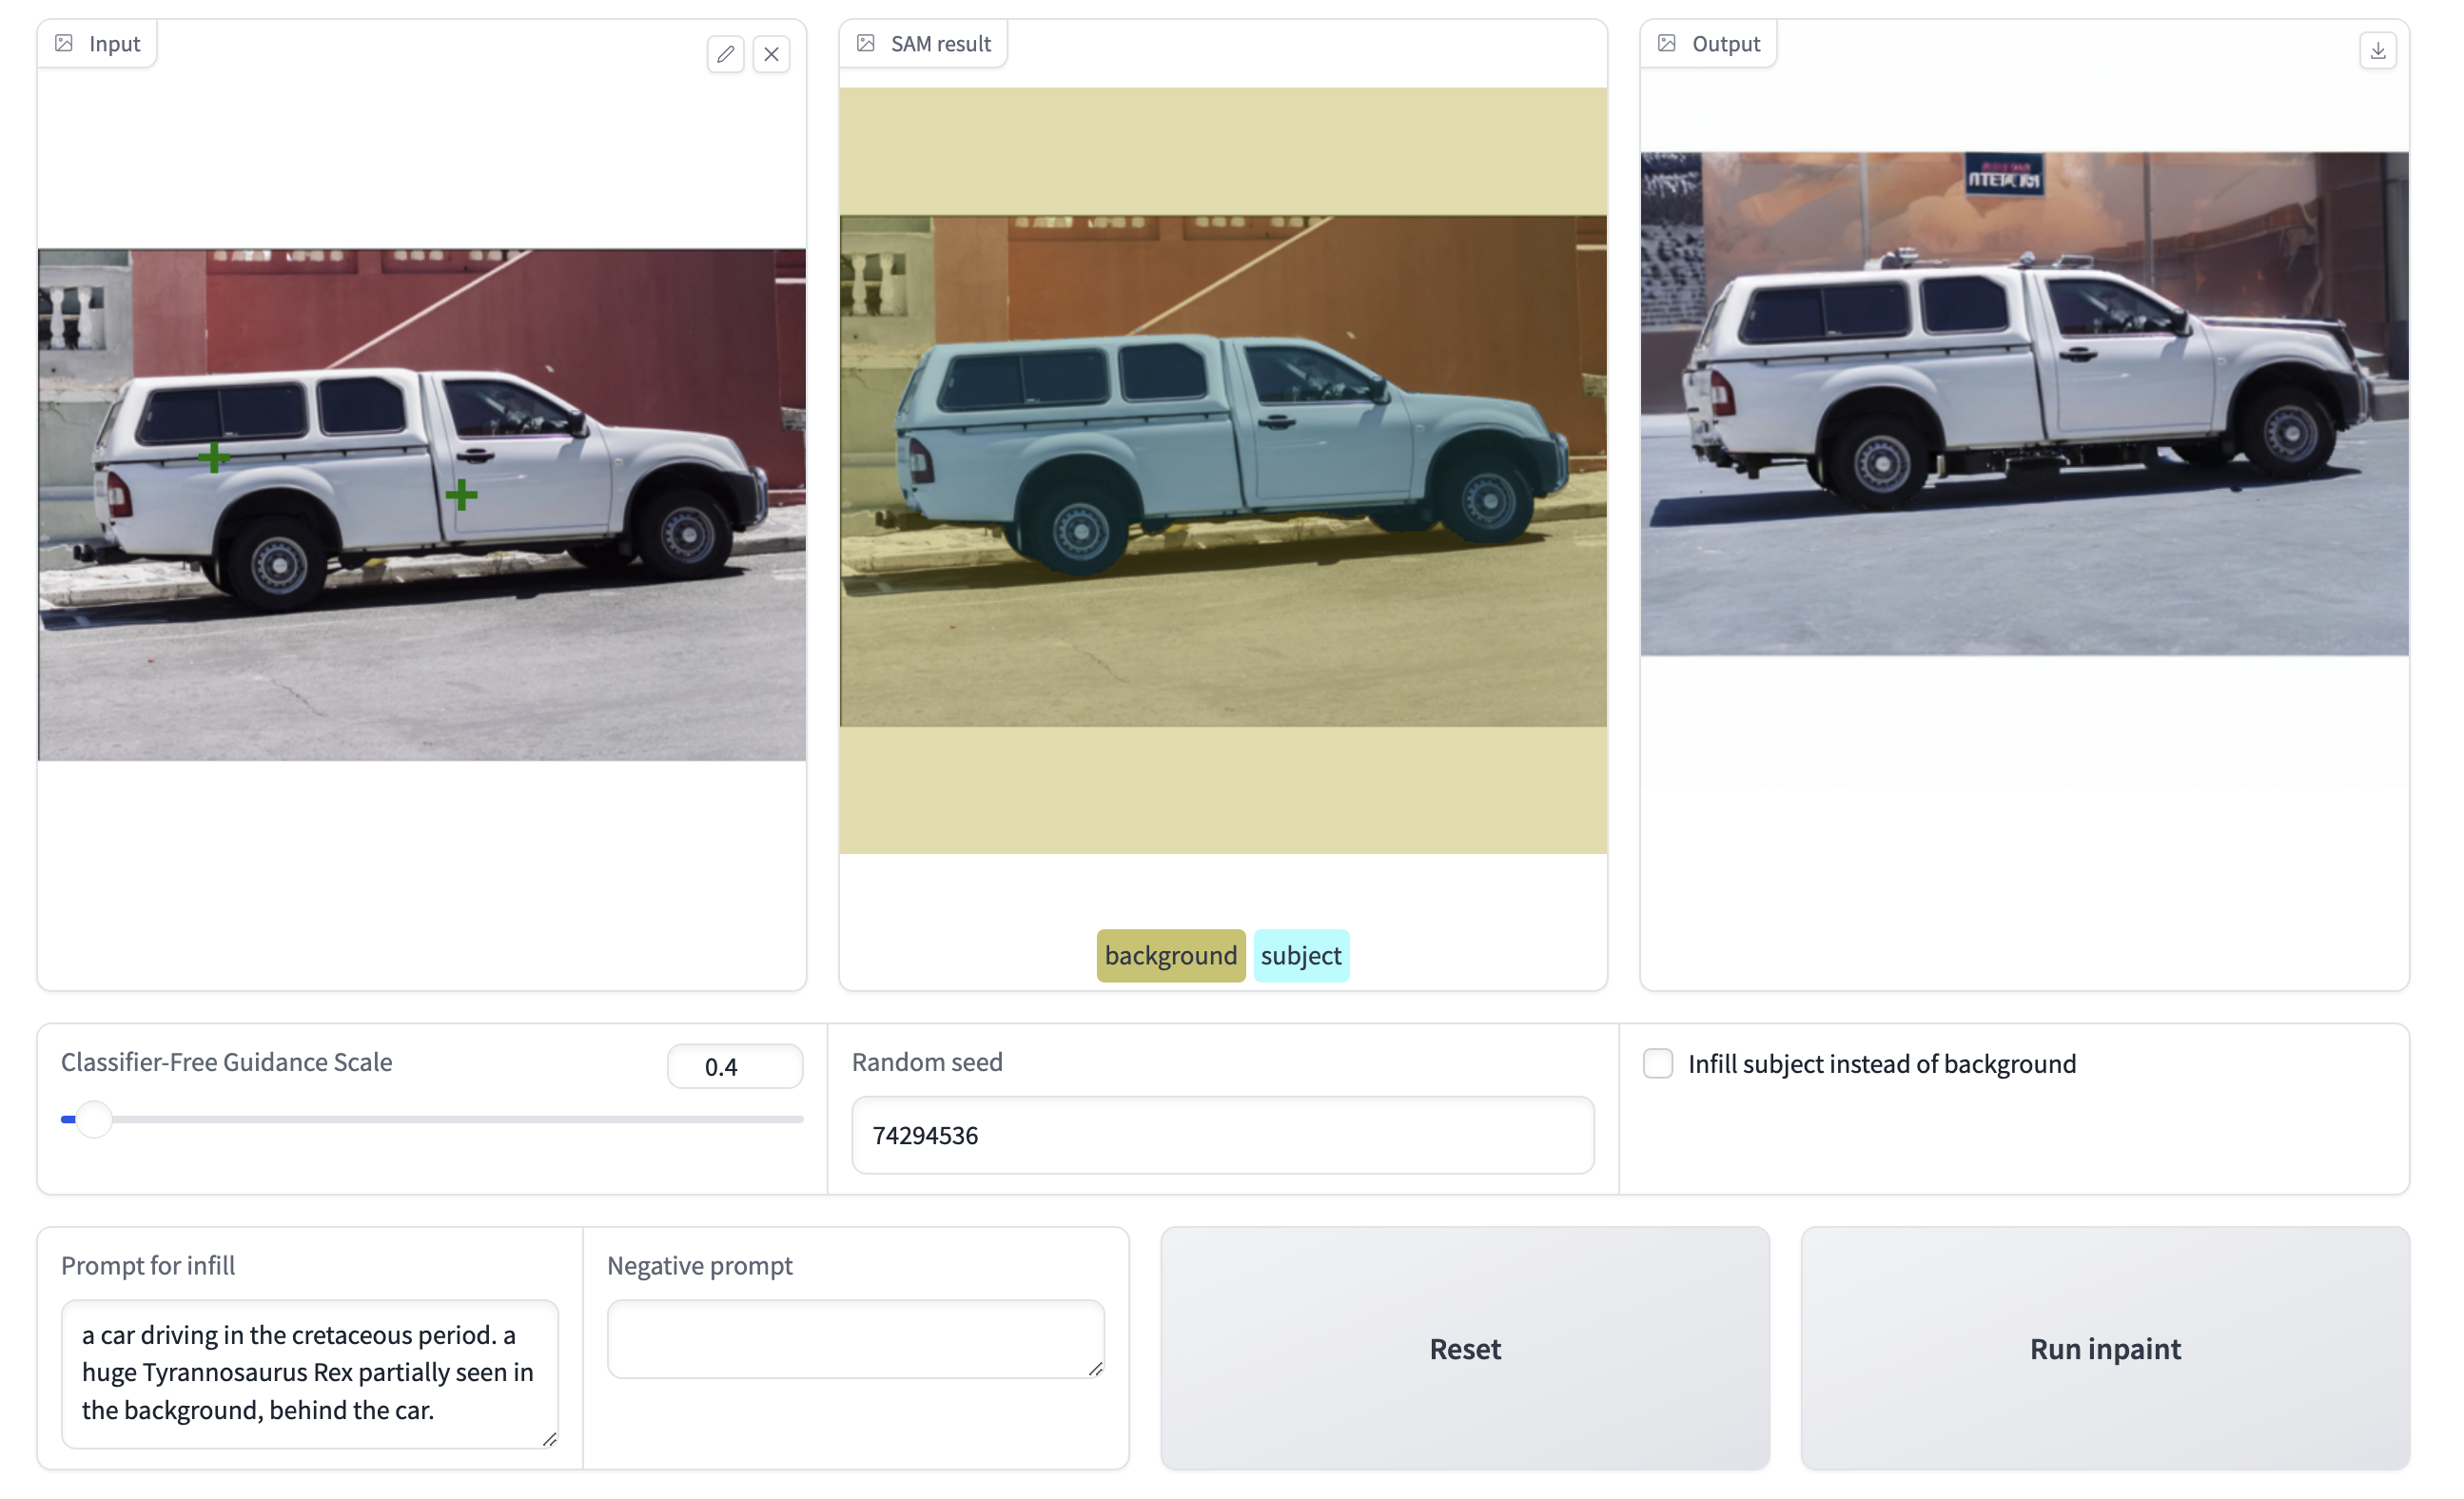 Input
SAM result
Output
background
subject
Classifier-Free Guidance Scale
0.4
Random seed
74294536
Infill subject instead of background
Prompt for infill
a car driving in the cretaceous period. a
huge Tyrannosaurus Rex partially seen in
the background, behind the car.
Negative prompt
Reset
Run inpaint